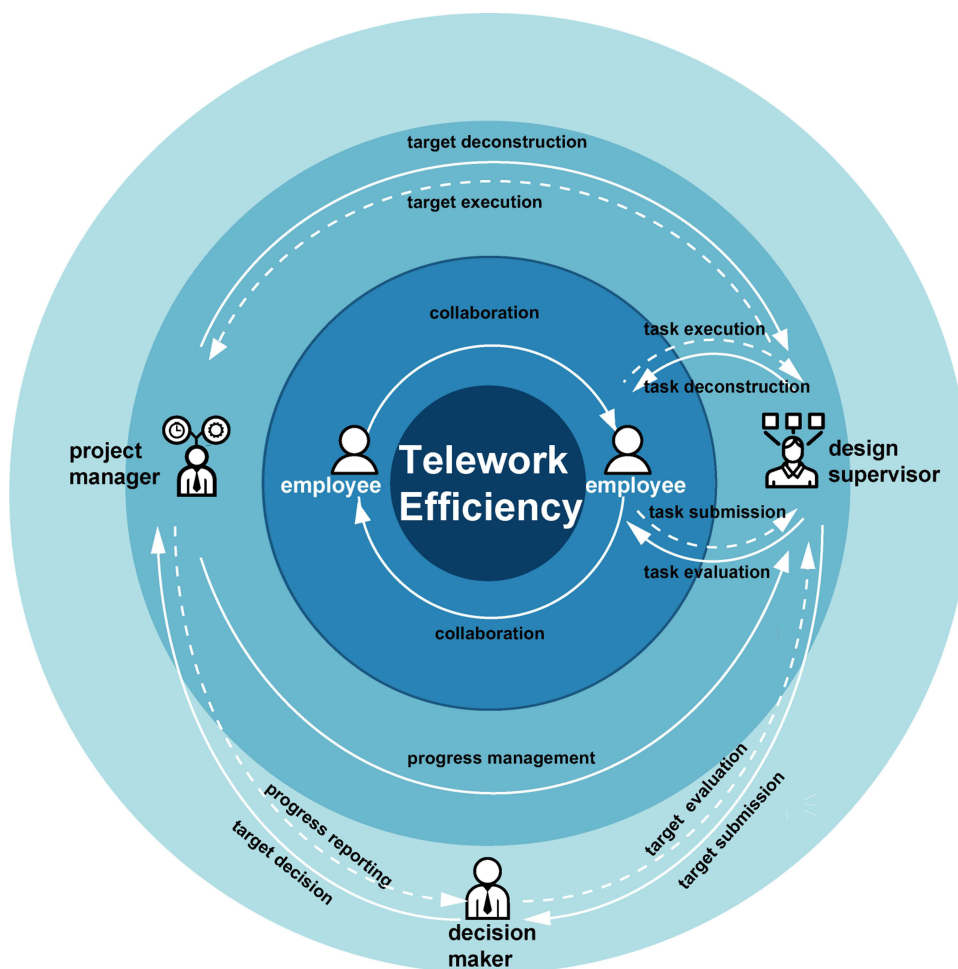 target deconstruction
target execution
collaboration
task execution
task deconstruction
project
manager
employee
Telework
Efficiency
employee
design
supervisor
task submission
task evaluation
collaboration
progress management
progress reporting
target decision
target evaluation
target submission
decision
maker